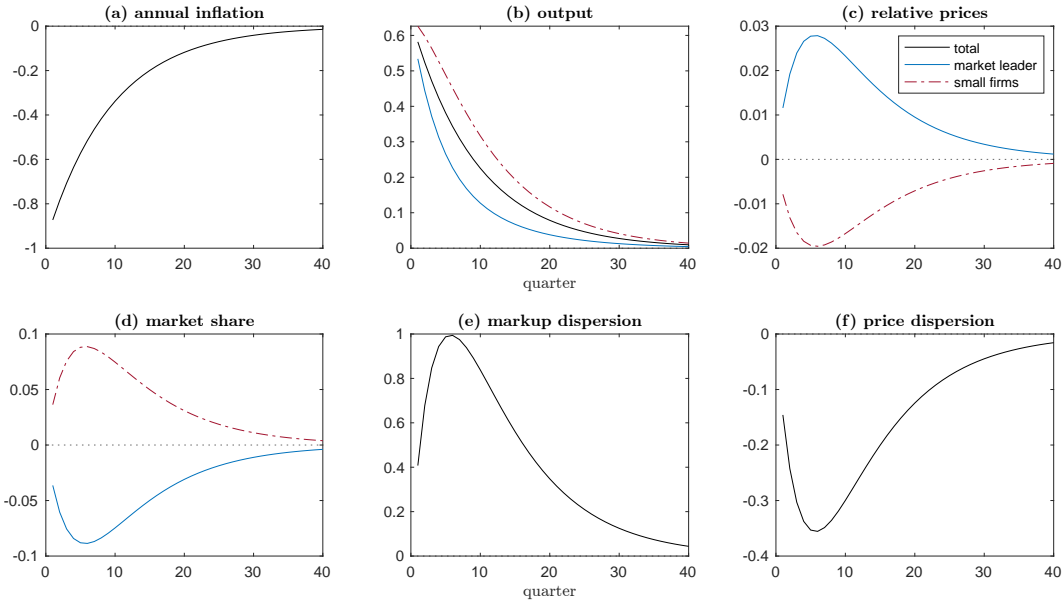 (a) annual inflation
0
-0.2
-0.4
-0.6
-0.8
-1
0 10 20 30 40
(b) output
0.6
0.5
0.4
0.3
0.2
0.1
0
0 10 20 30 40
quarter
(c) relative prices
0.03
0.02
0.01
0
-0.01
-0.02
0 10 20 30 40
total
market leader
small firms
(d) market share
0.1
0.05
0
-0.05
-0.1
0 10 20 30 40
(e) markup dispersion
1
0.8
0.6
0.4
0.2
0
0 10 20 30 40
quarter
(f) price dispersion
0
-0.1
-0.2
-0.3
-0.4
0 10 20 30 40